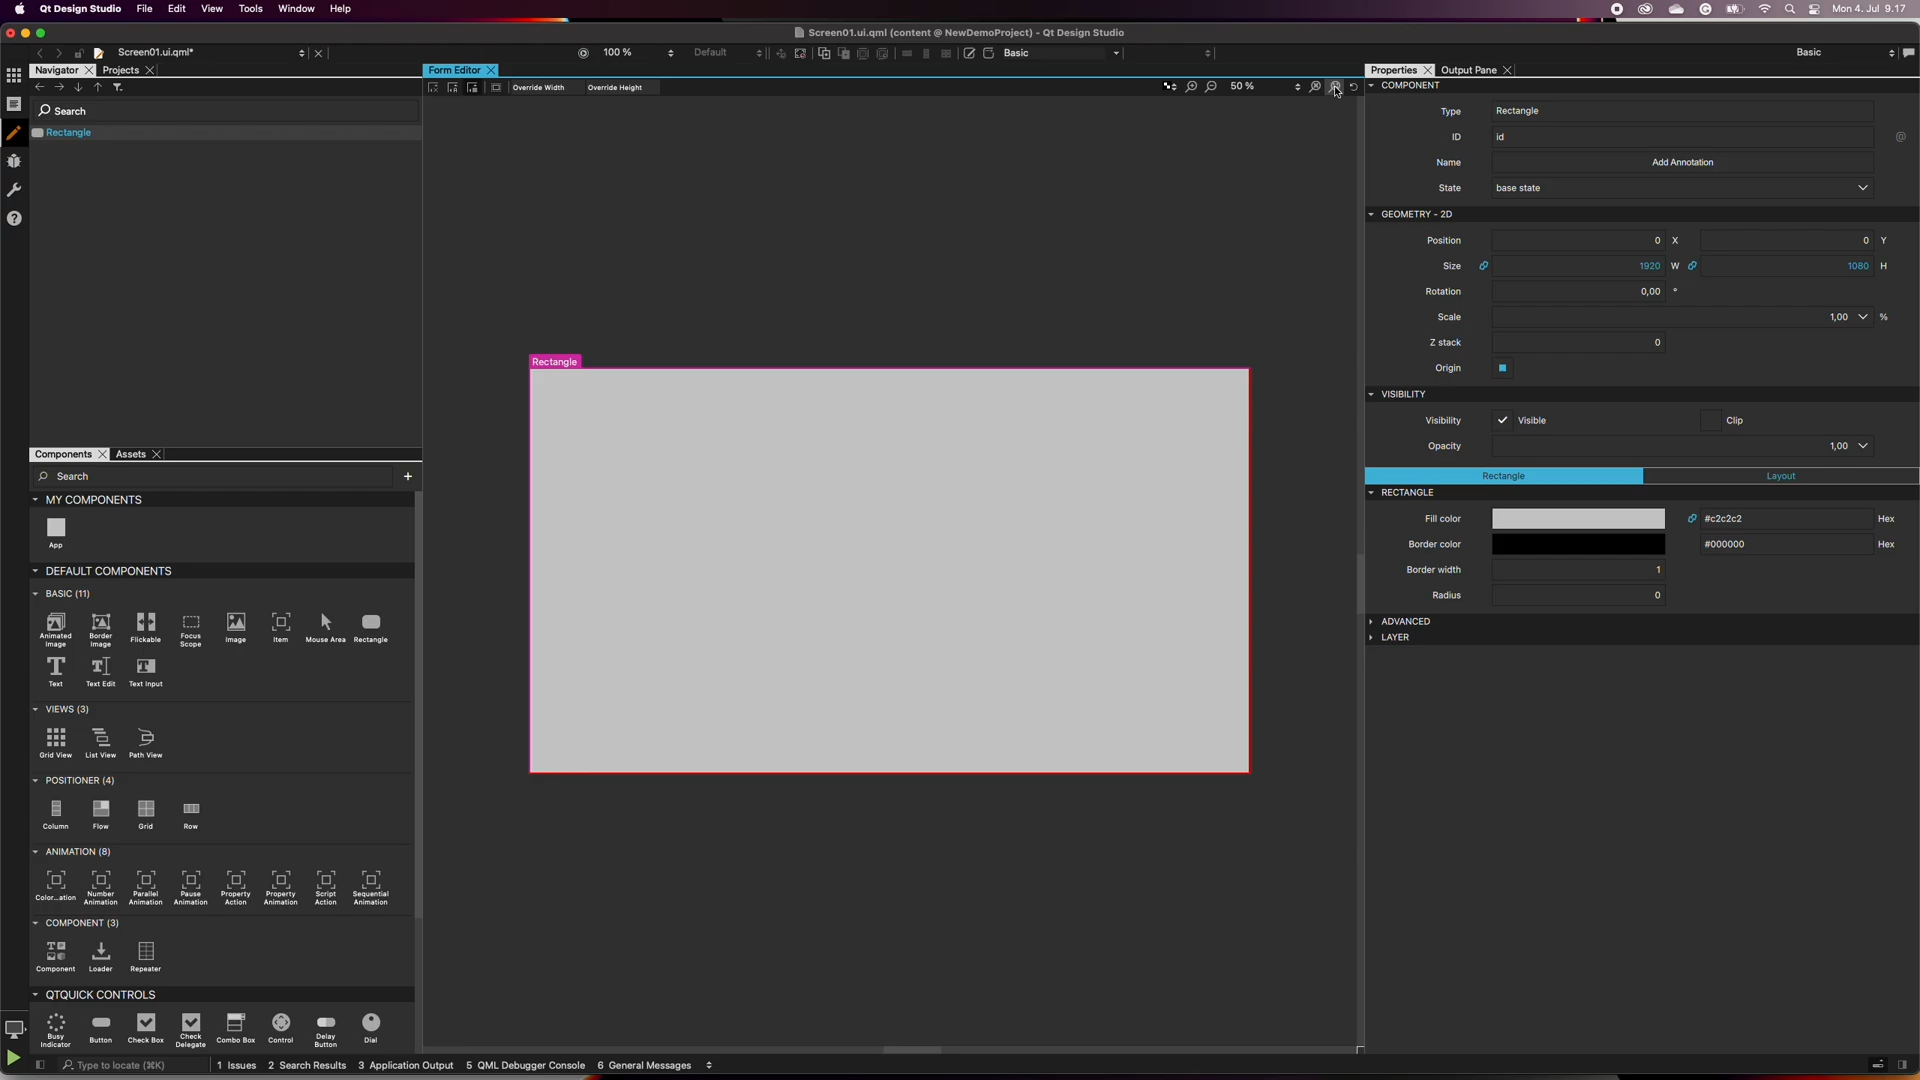 Qt Design Studio File Edit View Tools Window Help Mon 4. Jul 9.17
Screen01.ui.qml (content @ NewDemoProject) - Qt Design Studio
Screen01.ui.qml* 100 % Default Basic Basic
Navigator Projects Form Editor Properties Output Pane
Override Width Override Height 50 %
Search
Rectangle
COMPONENT
Type Rectangle
ID id @
Name Add Annotation
State base state
GEOMETRY - 2D
Position 0 X 0 Y
Size 1920 W 1080 H
Rotation 0,00 °
Scale 1,00 %
Z stack 0
Origin
VISIBILITY
Visibility Visible Clip
Opacity 1,00
Rectangle Layout
RECTANGLE
Fill color #c2c2c2 Hex
Border color #000000 Hex
Border width 1
Radius 0
ADVANCED
LAYER
Rectangle
Components Assets
Search +
MY COMPONENTS
App
DEFAULT COMPONENTS
BASIC (11)
Animated Image Border Image Flickable Focus Scope Image Item Mouse Area Rectangle
Text Text Edit Text Input
VIEWS (3)
Grid View List View Path View
POSITIONER (4)
Column Flow Grid Row
ANIMATION (8)
Color...ation Number Animation Parallel Animation Pause Animation Property Action Property Animation Script Action Sequential Animation
COMPONENT (3)
Component Loader Repeater
QTQUICK CONTROLS
Busy Indicator Button Check Box Check Delegate Combo Box Control Delay Button Dial
Type to locate (⌘K) 1 Issues 2 Search Results 3 Application Output 5 QML Debugger Console 6 General Messages